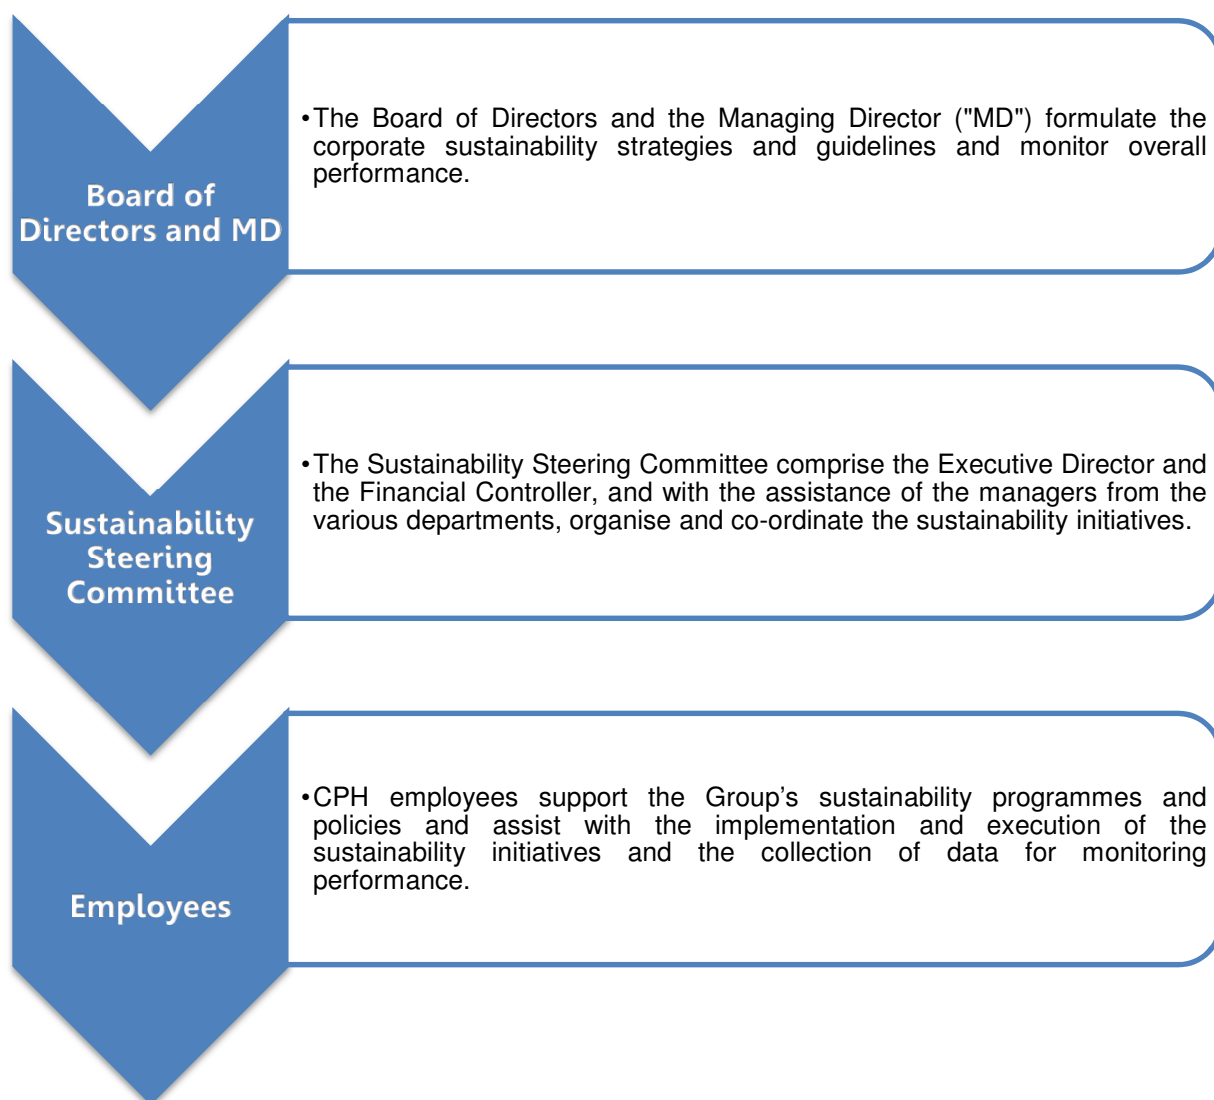 Board of
Directors and MD
•The Board of Directors and the Managing Director ("MD") formulate the
corporate sustainability strategies and guidelines and monitor overall
performance.
Sustainability
Steering
Committee
•The Sustainability Steering Committee comprise the Executive Director and
the Financial Controller, and with the assistance of the managers from the
various departments, organise and co-ordinate the sustainability initiatives.
Employees
•CPH employees support the Group’s sustainability programmes and
policies and assist with the implementation and execution of the
sustainability initiatives and the collection of data for monitoring
performance.